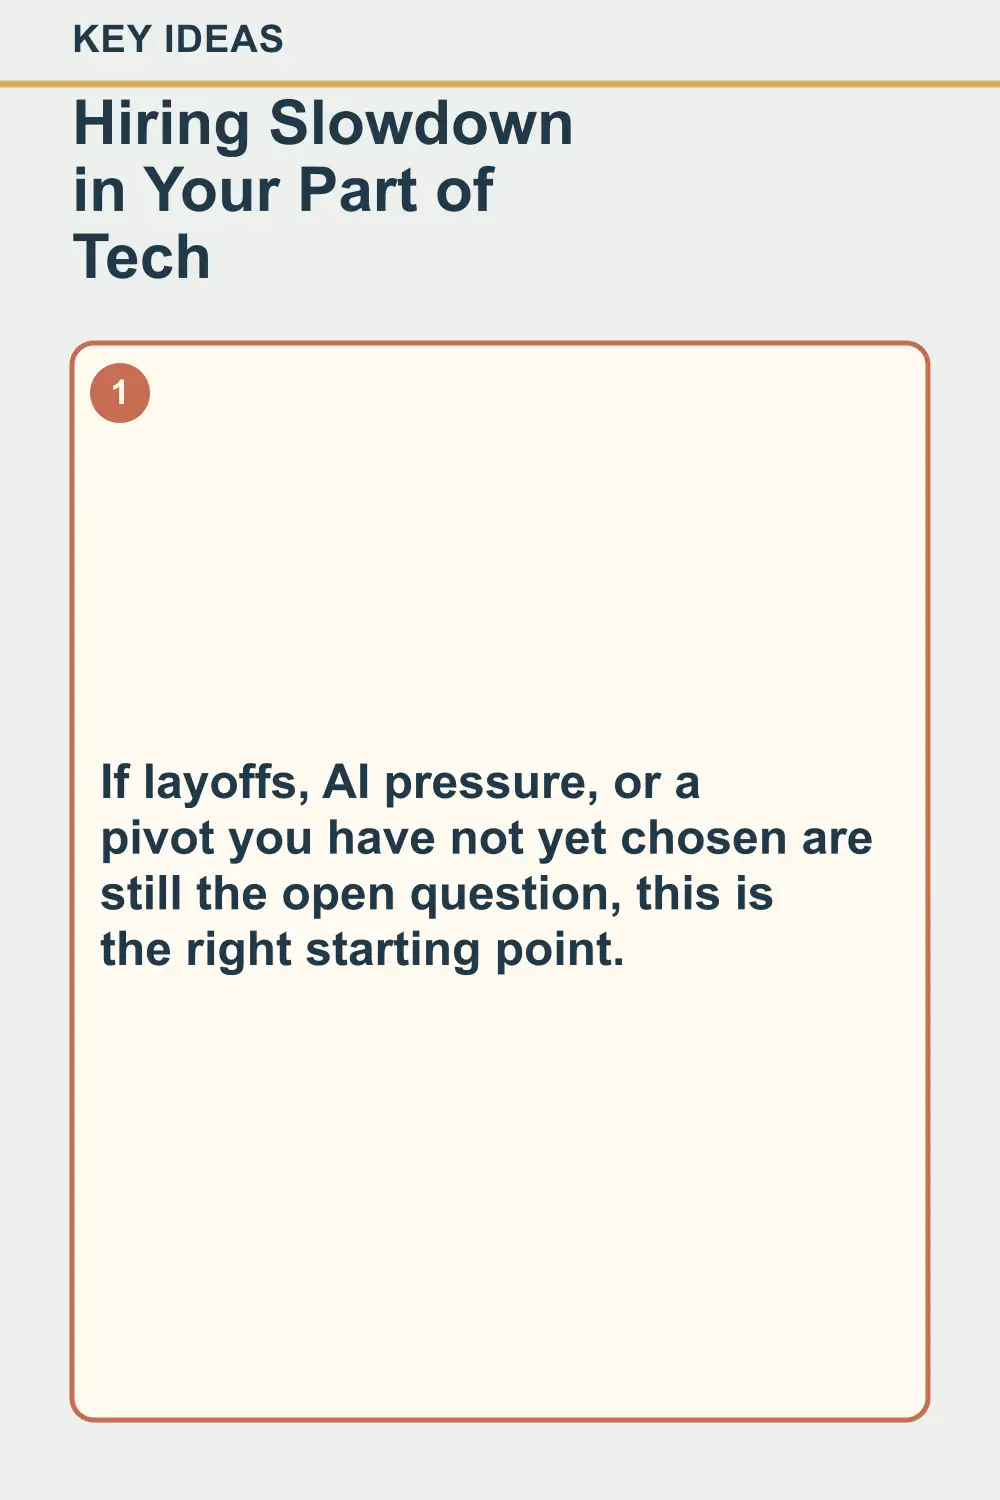 KEY IDEAS
Hiring Slowdown
in Your Part of
Tech
1
If layoffs, AI pressure, or a
pivot you have not yet chosen are
still the open question, this is
the right starting point.